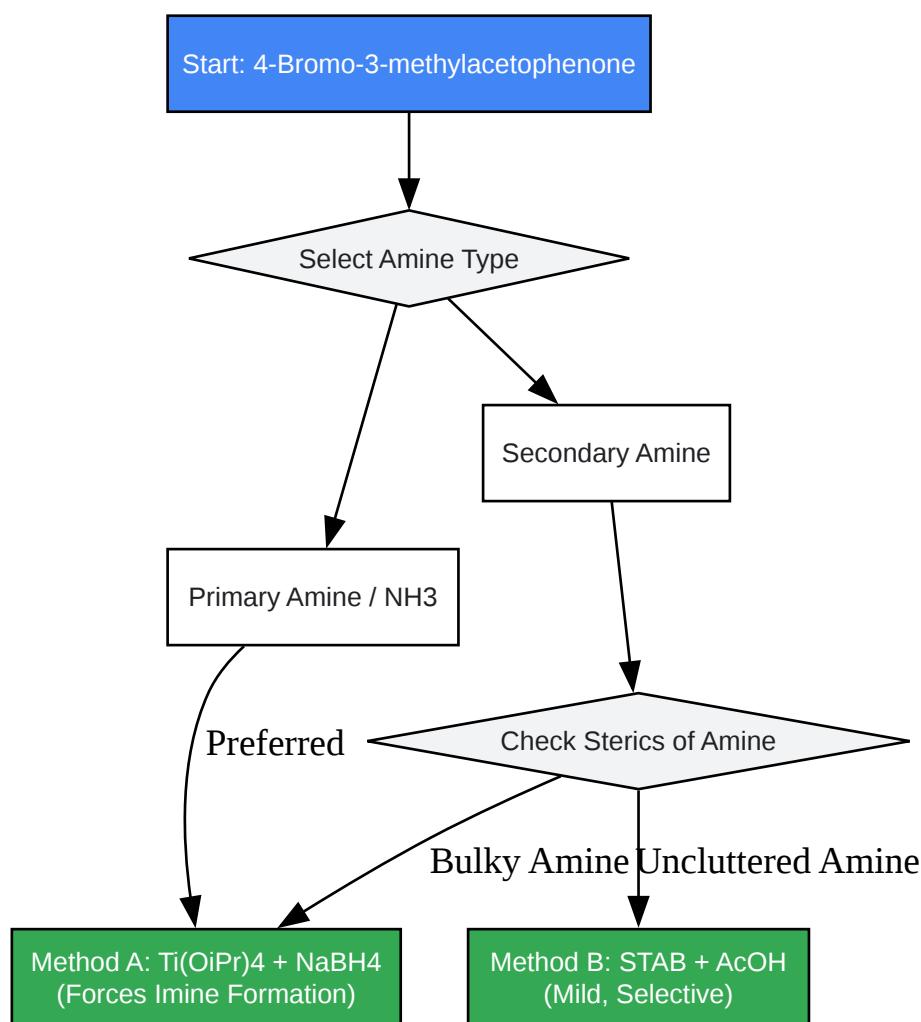 Start: 4-Bromo-3-methylacetophenone
Select Amine Type
Secondary Amine
Primary Amine / NH3
Preferred
Check Sterics of Amine
Bulky Amine
Uncluttered Amine
Method A: Ti(OiPr)4 + NaBH4
(Forces Imine Formation)
Method B: STAB + AcOH
(Mild, Selective)